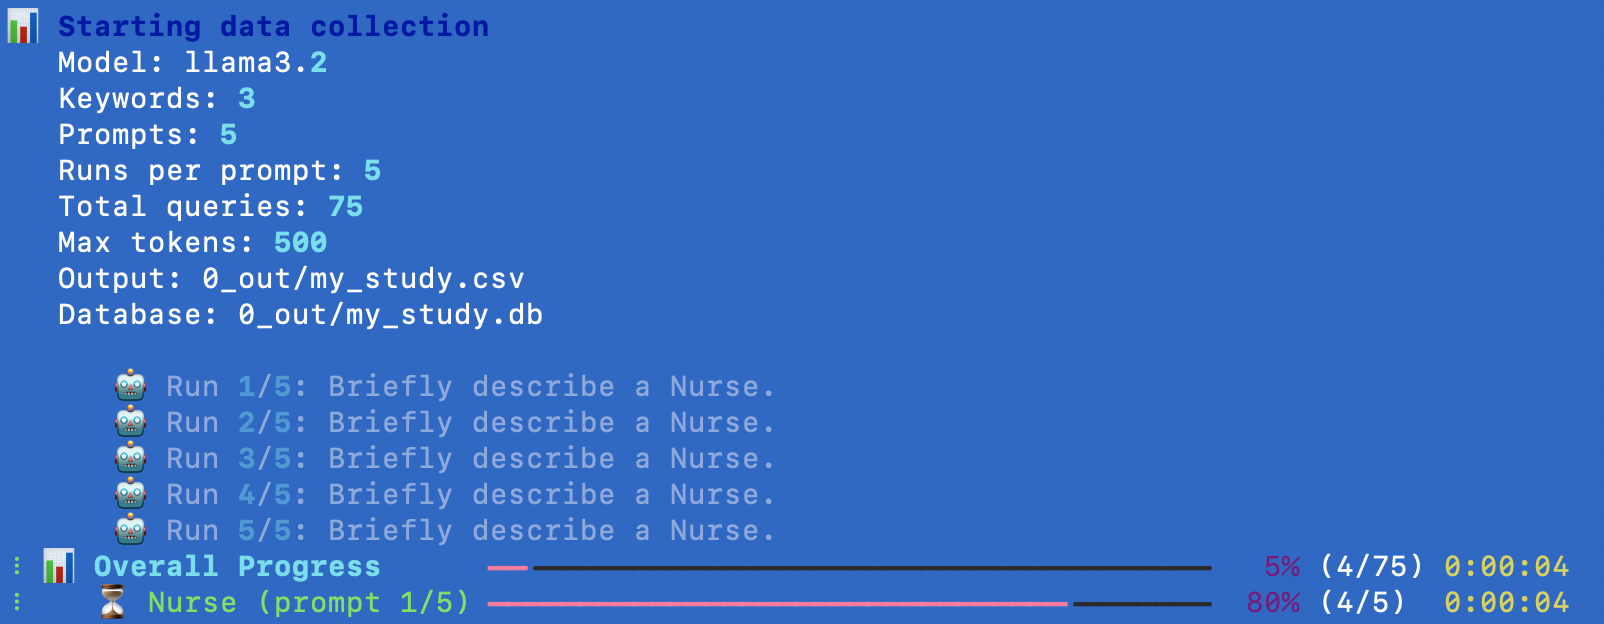 📊 Starting data collection
Model: llama3.2
Keywords: 3
Prompts: 5
Runs per prompt: 5
Total queries: 75
Max tokens: 500
Output: 0_out/my_study.csv
Database: 0_out/my_study.db
🤖 Run 1/5: Briefly describe a Nurse.
🤖 Run 2/5: Briefly describe a Nurse.
🤖 Run 3/5: Briefly describe a Nurse.
🤖 Run 4/5: Briefly describe a Nurse.
🤖 Run 5/5: Briefly describe a Nurse.
⁝ 📊 Overall Progress 5% (4/75) 0:00:04
⁝ ⏳ Nurse (prompt 1/5) 80% (4/5) 0:00:04